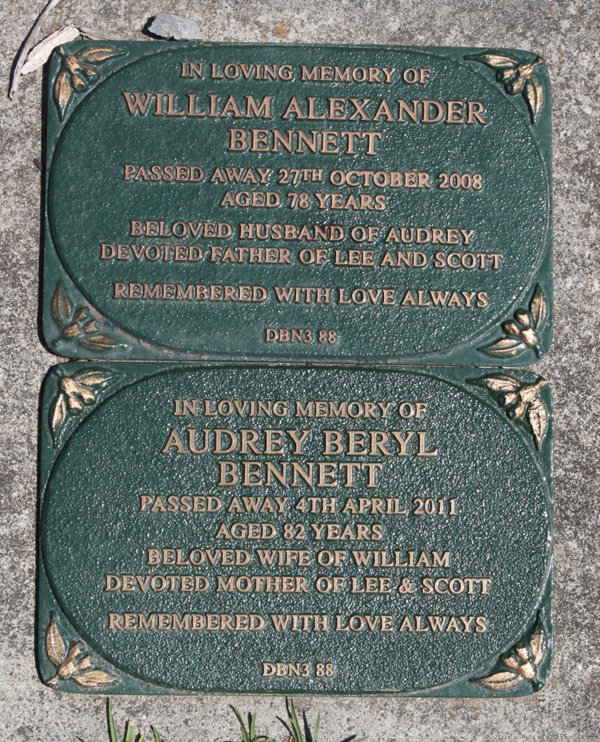 IN LOVING MEMORY OF
WILLIAM ALEXANDER
BENNETT
PASSED AWAY 27TH OCTOBER 2008
AGED 78 YEARS
BELOVED HUSBAND OF AUDREY
DEVOTED FATHER OF LEE AND SCOTT
REMEMBERED WITH LOVE ALWAYS
DBN3 88
IN LOVING MEMORY OF
AUDREY BERYL
BENNETT
PASSED AWAY 4TH APRIL 2011
AGED 82 YEARS
BELOVED WIFE OF WILLIAM
DEVOTED MOTHER OF LEE & SCOTT
REMEMBERED WITH LOVE ALWAYS
DBN3 88